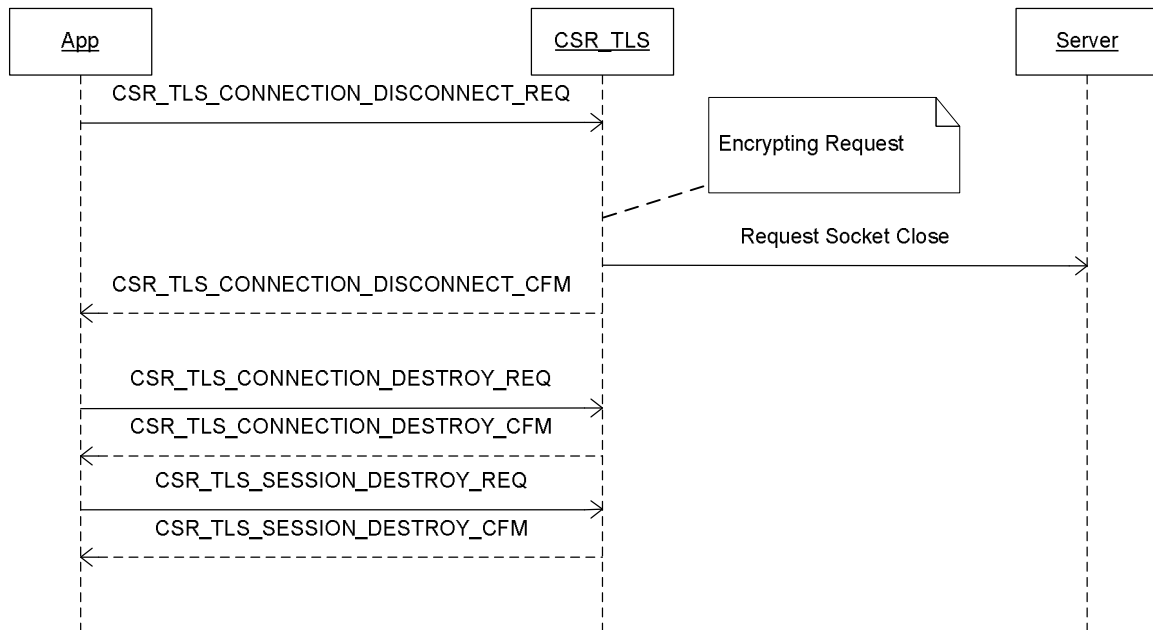 App
CSR_TLS
Server
CSR_TLS_CONNECTION_DISCONNECT_REQ
Encrypting Request
Request Socket Close
CSR_TLS_CONNECTION_DISCONNECT_CFM
CSR_TLS_CONNECTION_DESTROY_REQ
CSR_TLS_CONNECTION_DESTROY_CFM
CSR_TLS_SESSION_DESTROY_REQ
CSR_TLS_SESSION_DESTROY_CFM